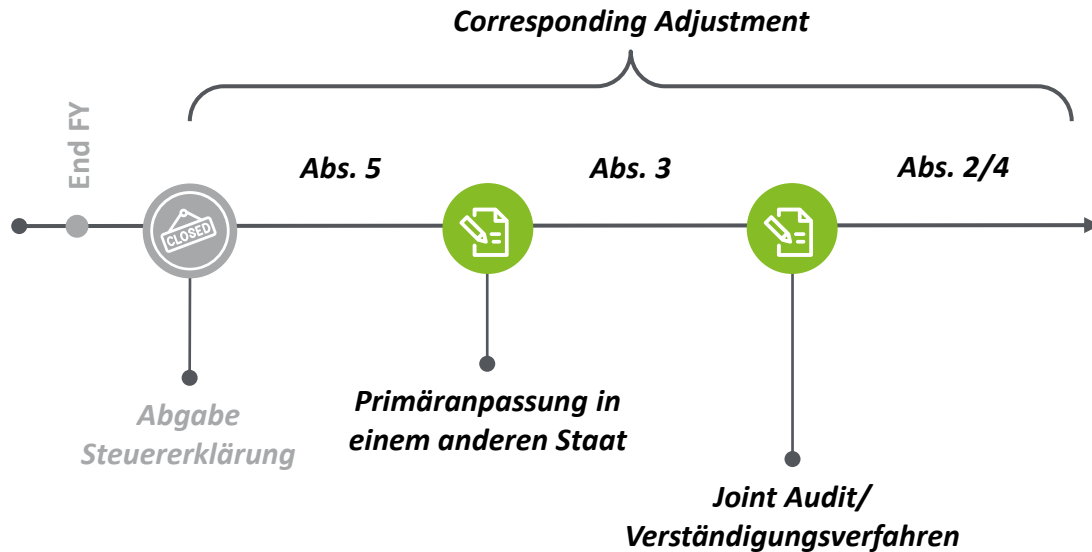 Corresponding Adjustment
End FY
Abs. 5
Abs. 3
Abs. 2/4
CLOSED
Abgabe
Steuererklärung
Primäranpassung in
einem anderen Staat
Joint Audit/
Verständigungsverfahren